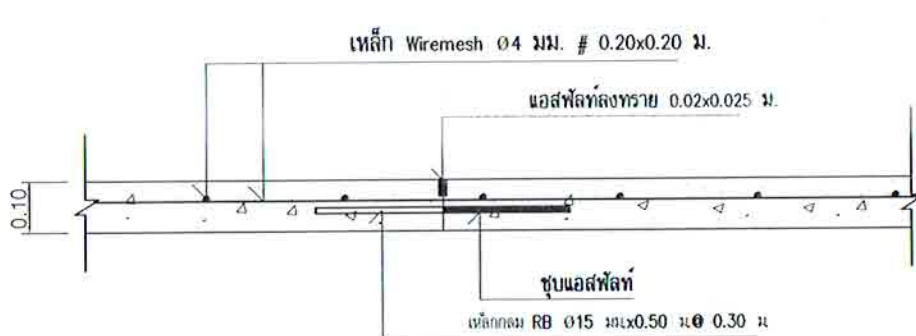 เหล็ก Wiremesh Ø4 มม. # 0.20x0.20 ม.
แอสฟัลท์ลงทราย 0.02x0.025 ม.
0.10
ชุบแอสฟัลท์
เหล็กกลม RB Ø15 มม.x0.50 ม.@ 0.30 ม